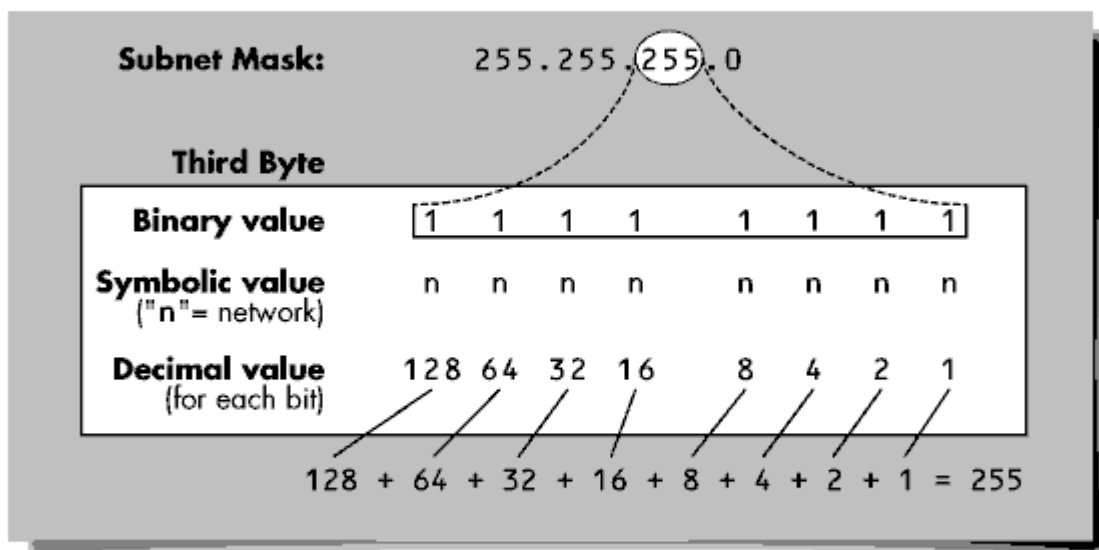 Subnet Mask: 255.255.255.0
Third Byte
Binary value 1 1 1 1 1 1 1 1
Symbolic value n n n n n n n n
("n"= network)
Decimal value 128 64 32 16 8 4 2 1
(for each bit)
128 + 64 + 32 + 16 + 8 + 4 + 2 + 1 = 255